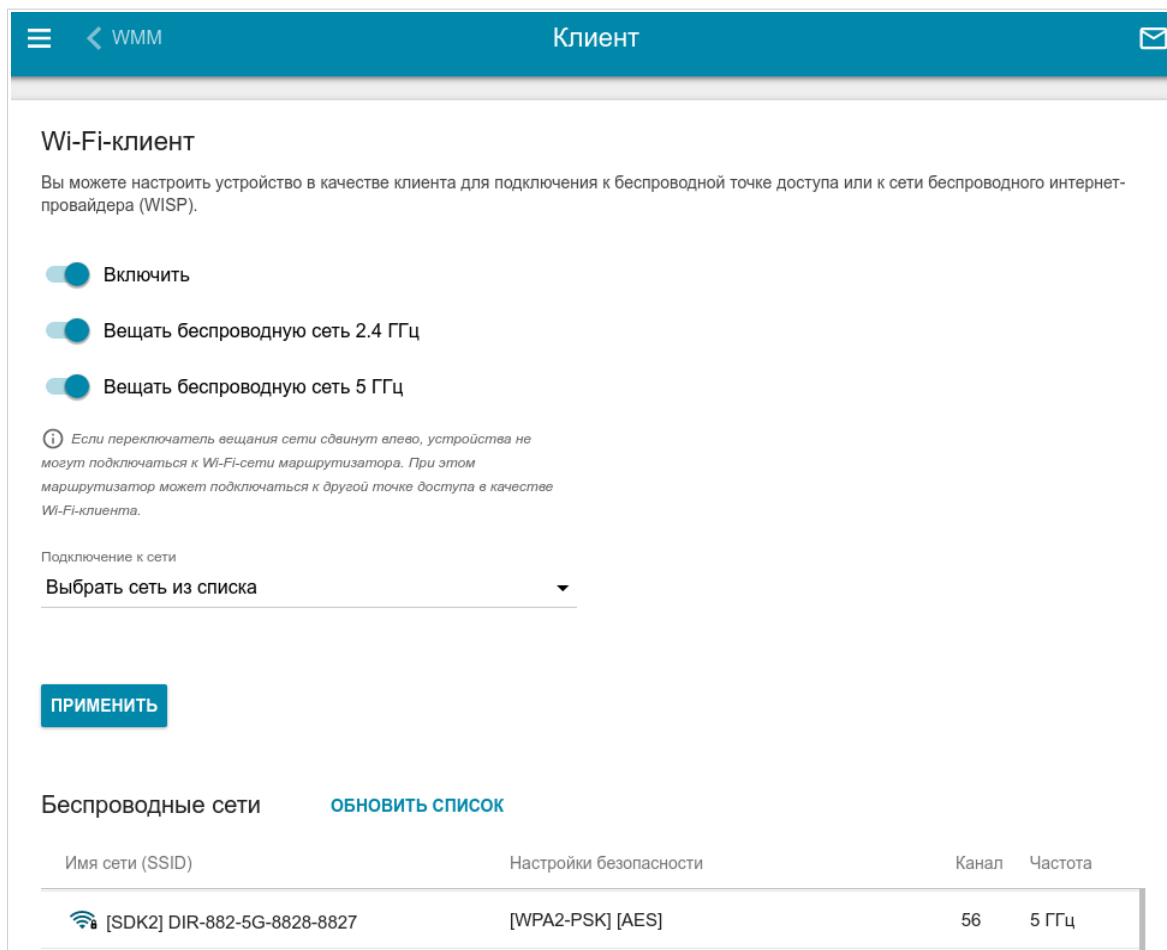 WMM
Клиент
Wi-Fi-клиент
Вы можете настроить устройство в качестве клиента для подключения к беспроводной точке доступа или к сети беспроводного интернет-
провайдера (WISP).
Включить
Вещать беспроводную сеть 2.4 ГГц
Вещать беспроводную сеть 5 ГГц
Если переключатель вещания сети сдвинут влево, устройства не
могут подключаться к Wi-Fi-сети маршрутизатора. При этом
маршрутизатор может подключаться к другой точке доступа в качестве
Wi-Fi-клиента.
Подключение к сети
Выбрать сеть из списка
ПРИМЕНИТЬ
Беспроводные сети ОБНОВИТЬ СПИСОК
Имя сети (SSID) Настройки безопасности Канал Частота
[SDK2] DIR-882-5G-8828-8827 [WPA2-PSK] [AES] 56 5 ГГц